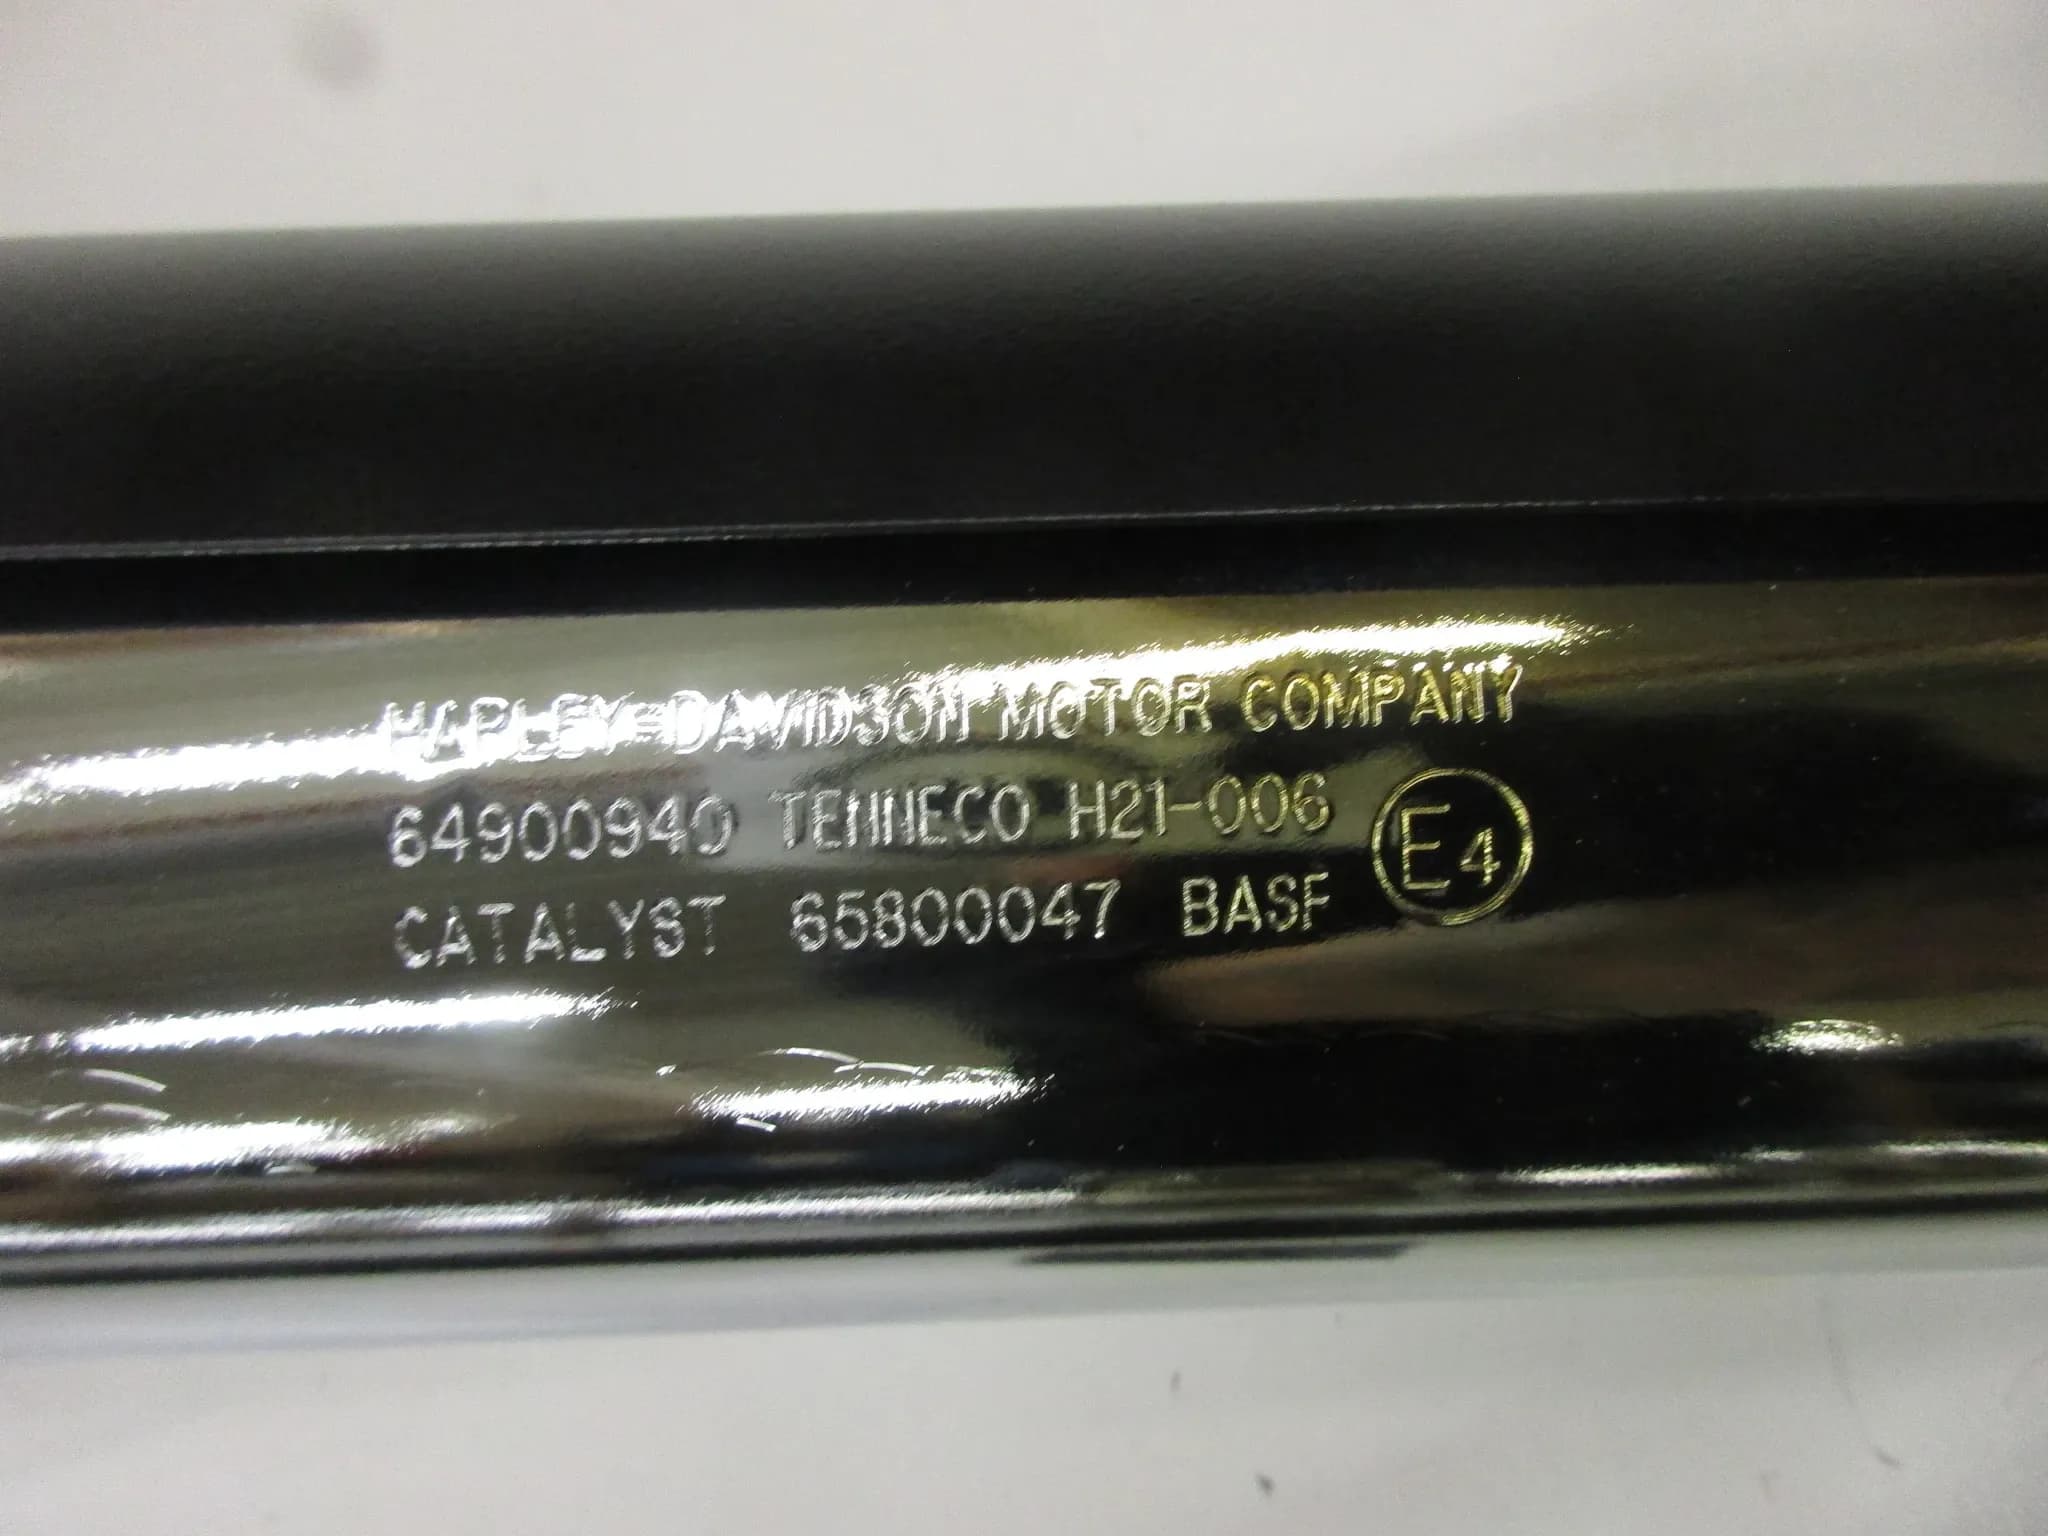 HARLEY-DAVIDSON MOTOR COMPANY
64900940 TENNECO H21-006
CATALYST 65800047 BASF
E4